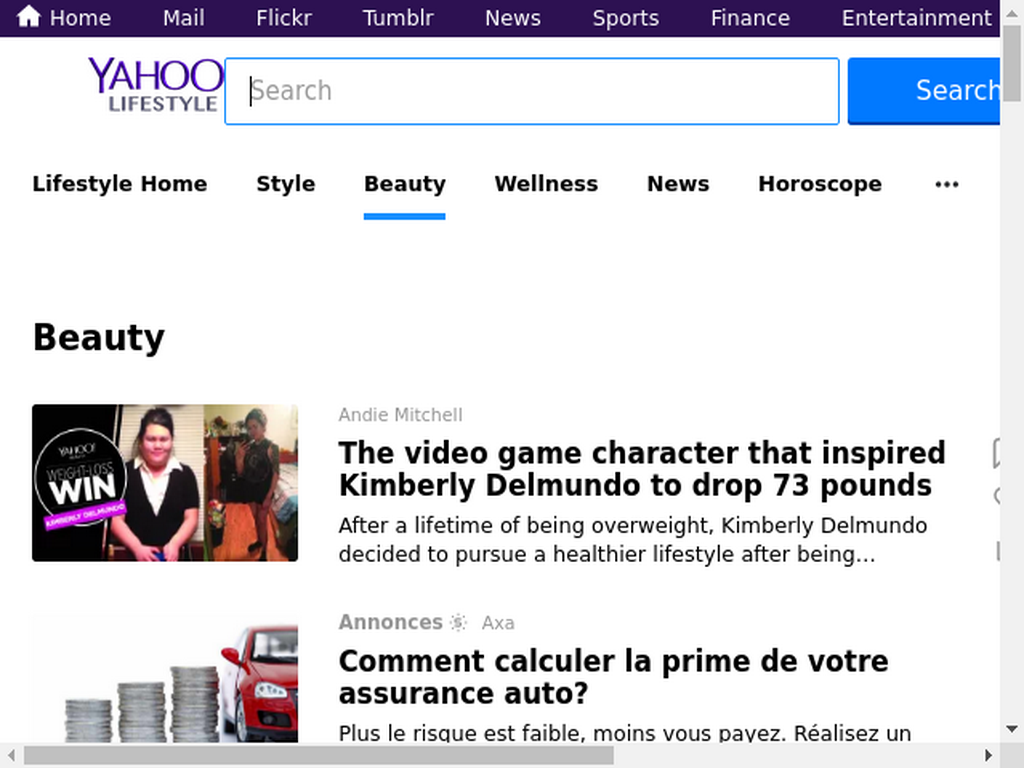 Home Mail Flickr Tumblr News Sports Finance Entertainment
YAHOO
LIFESTYLE
Search
Search
Lifestyle Home Style Beauty Wellness News Horoscope •••
Beauty
YAHOO!
WEIGHT-LOSS
WIN
KIMBERLY DELMUNDO
Andie Mitchell
The video game character that inspired
Kimberly Delmundo to drop 73 pounds
After a lifetime of being overweight, Kimberly Delmundo
decided to pursue a healthier lifestyle after being...
Annonces Axa
Comment calculer la prime de votre
assurance auto?
Plus le risque est faible, moins vous payez. Réalisez un